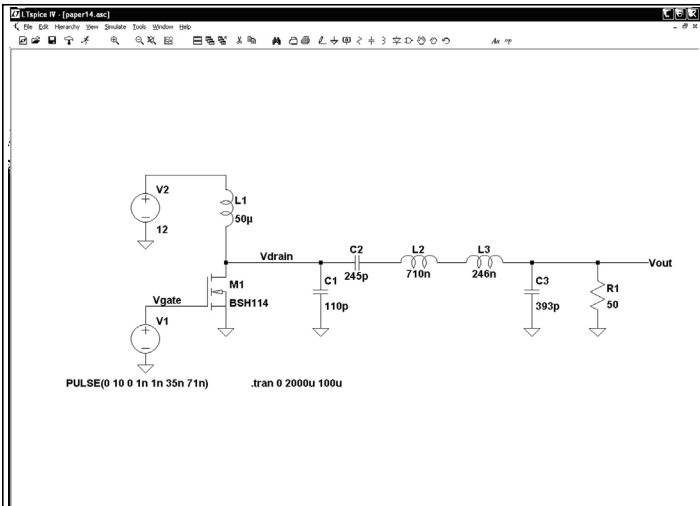 LTspice IV - [paper14.asc]
File Edit Hierarchy View Simulate Tools Window Help
V2
12
L1
50µ
Vdrain
C2
245p
L2
710n
L3
246n
Vout
M1
BSH114
C1
110p
C3
393p
R1
50
Vgate
V1
PULSE(0 10 0 1n 1n 35n 71n)
.tran 0 2000u 100u